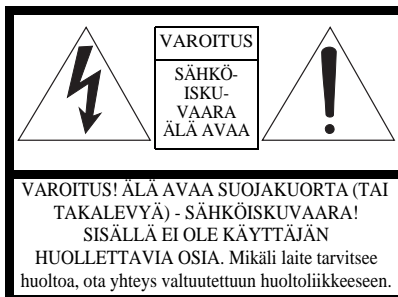 VAROITUS
SÄHKÖ-
ISKU-
VAARA
ÄLÄ AVAA
VAROITUS! ÄLÄ AVAA SUOJAKUORTA (TAI
TAKALEVYÄ) - SÄHKÖISKUVAARA!
SISÄLLÄ EI OLE KÄYTTÄJÄN
HUOLLETTAVIA OSIA. Mikäli laite tarvitsee
huoltoa, ota yhteys valtuutettuun huoltoliikkeeseen.